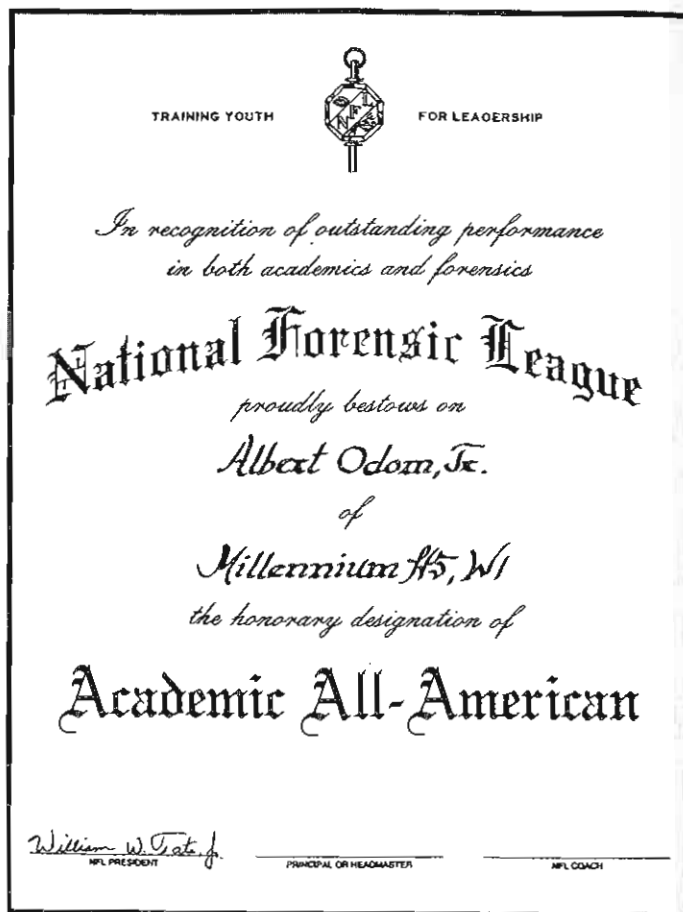 TRAINING YOUTH
NFL
FOR LEADERSHIP
In recognition of outstanding performance
in both academics and forensics
National Forensic League
proudly bestows on
Albert Odom, Jr.
of
Millennium HS, WI
the honorary designation of
Academic All-American
William W. Tate, Jr.
NFL PRESIDENT
PRINCIPAL OR HEADMASTER
NFL COACH